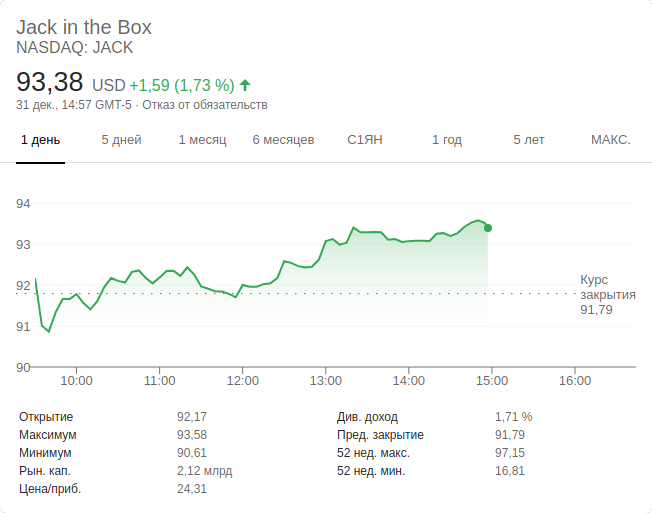 Jack in the Box
NASDAQ: JACK
93,38 USD +1,59 (1,73 %)
31 дек., 14:57 GMT-5 · Отказ от обязательств
1 день 5 дней 1 месяц 6 месяцев С1ЯН 1 год 5 лет МАКС.
94
93
92
91
90
Курс
закрытия
91,79
10:00 11:00 12:00 13:00 14:00 15:00 16:00
Открытие 92,17
Максимум 93,58
Минимум 90,61
Рын. кап. 2,12 млрд
Цена/приб. 24,31
Див. доход 1,71 %
Пред. закрытие 91,79
52 нед. макс. 97,15
52 нед. мин. 16,81